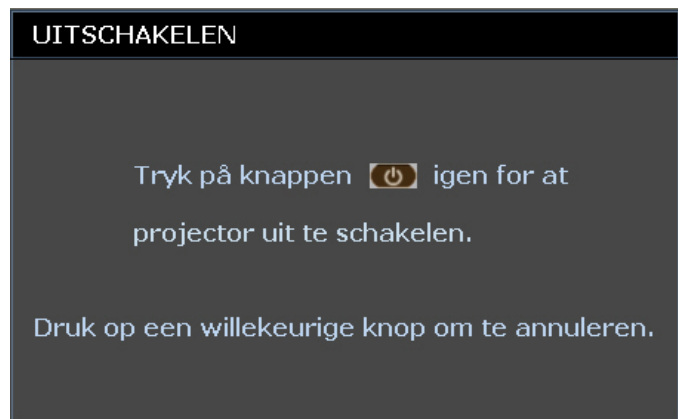 UITSCHAKELEN
Tryk på knappen igen for at
projector uit te schakelen.
Druk op een willekeurige knop om te annuleren.